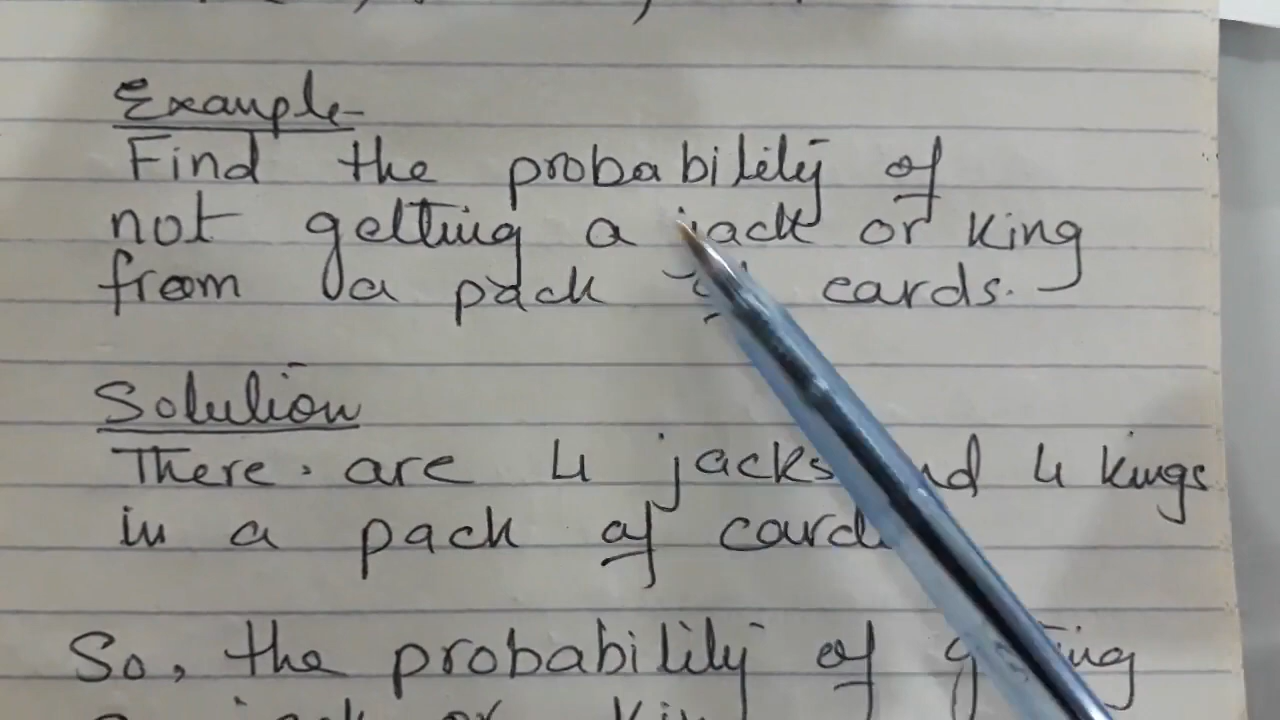 Example
Find the probability of
not getting a jack or king
from a pack cards.
Solution
There are 4 jacks 4 kings
in a pack of
So, the probability of
or